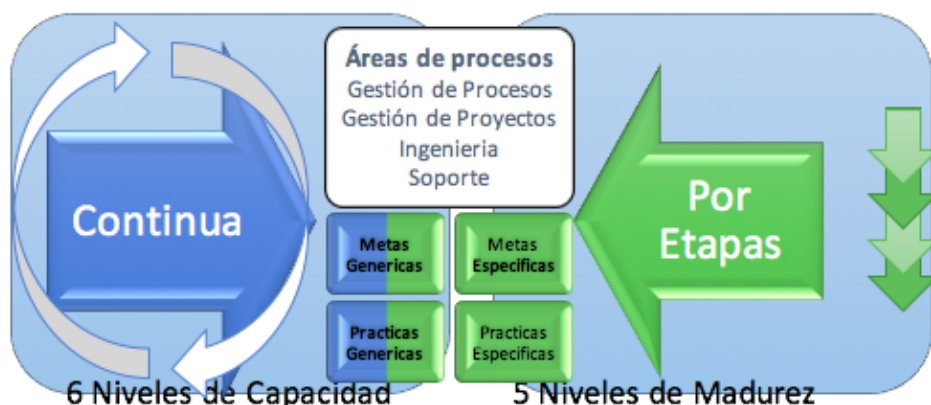 Áreas de procesos
Gestión de Procesos
Gestión de Proyectos
Ingenieria
Soporte
Continua
Por
Etapas
Metas
Genericas
Metas
Especificas
Practicas
Genericas
Practicas
Especificas
6 Niveles de Capacidad
5 Niveles de Madurez